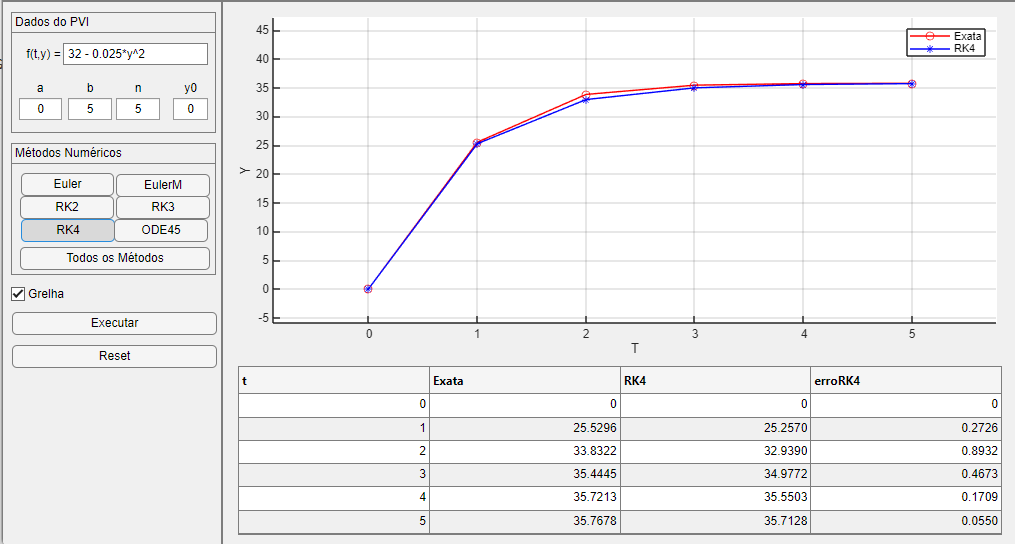 Dados do PVI
f(t,y) = 32 - 0.025*y^2
a b n y0
0 5 5 0
Métodos Numéricos
Euler EulerM
RK2 RK3
RK4 ODE45
Todos os Métodos
Grelha
Executar
Reset
45
40
35
30
25
20
15
10
5
0
-5
Y
0 1 2 3 4 5
T
Exata
RK4
t Exata RK4 erroRK4
0 0 0 0
1 25.5296 25.2570 0.2726
2 33.8322 32.9390 0.8932
3 35.4445 34.9772 0.4673
4 35.7213 35.5503 0.1709
5 35.7678 35.7128 0.0550